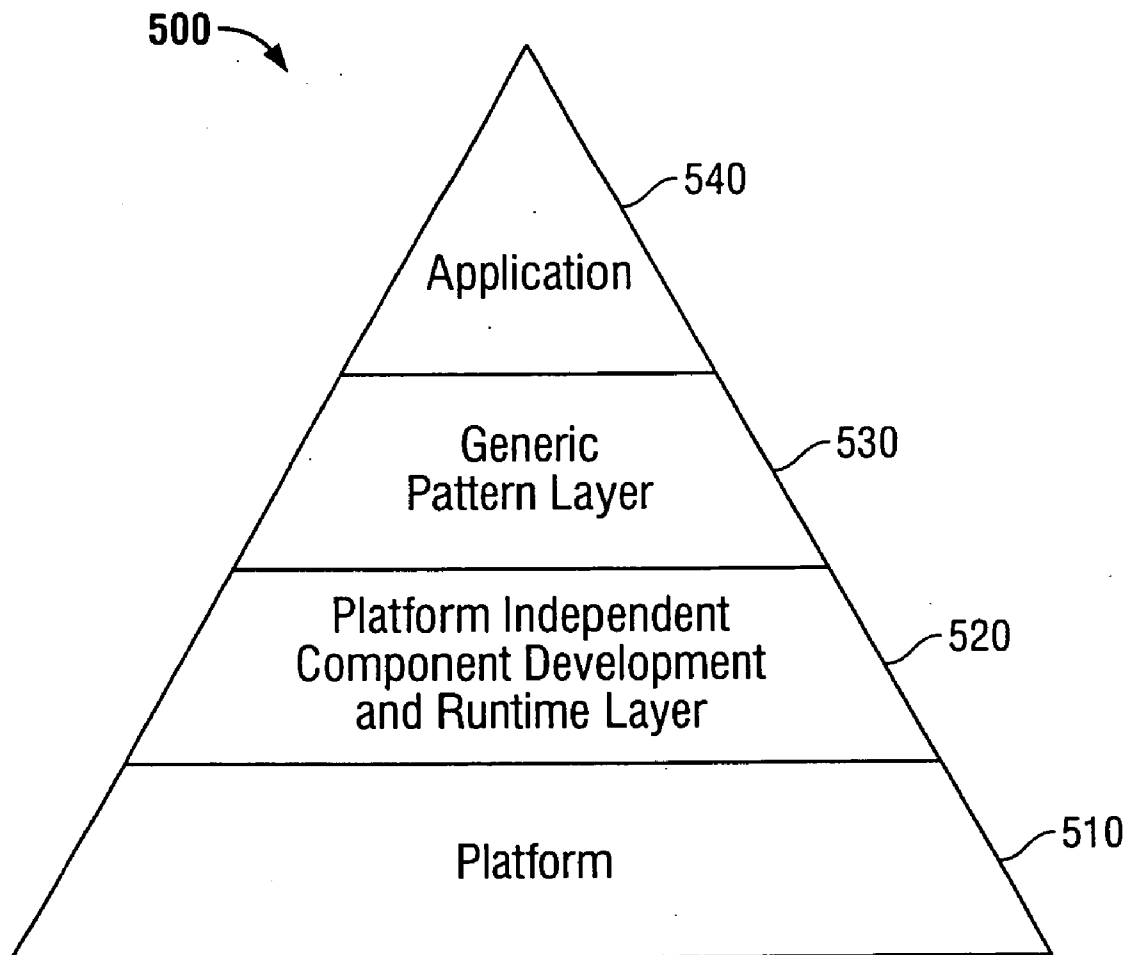 500
540
Application
Generic
Pattern Layer
530
Platform Independent
Component Development
and Runtime Layer
520
Platform
510